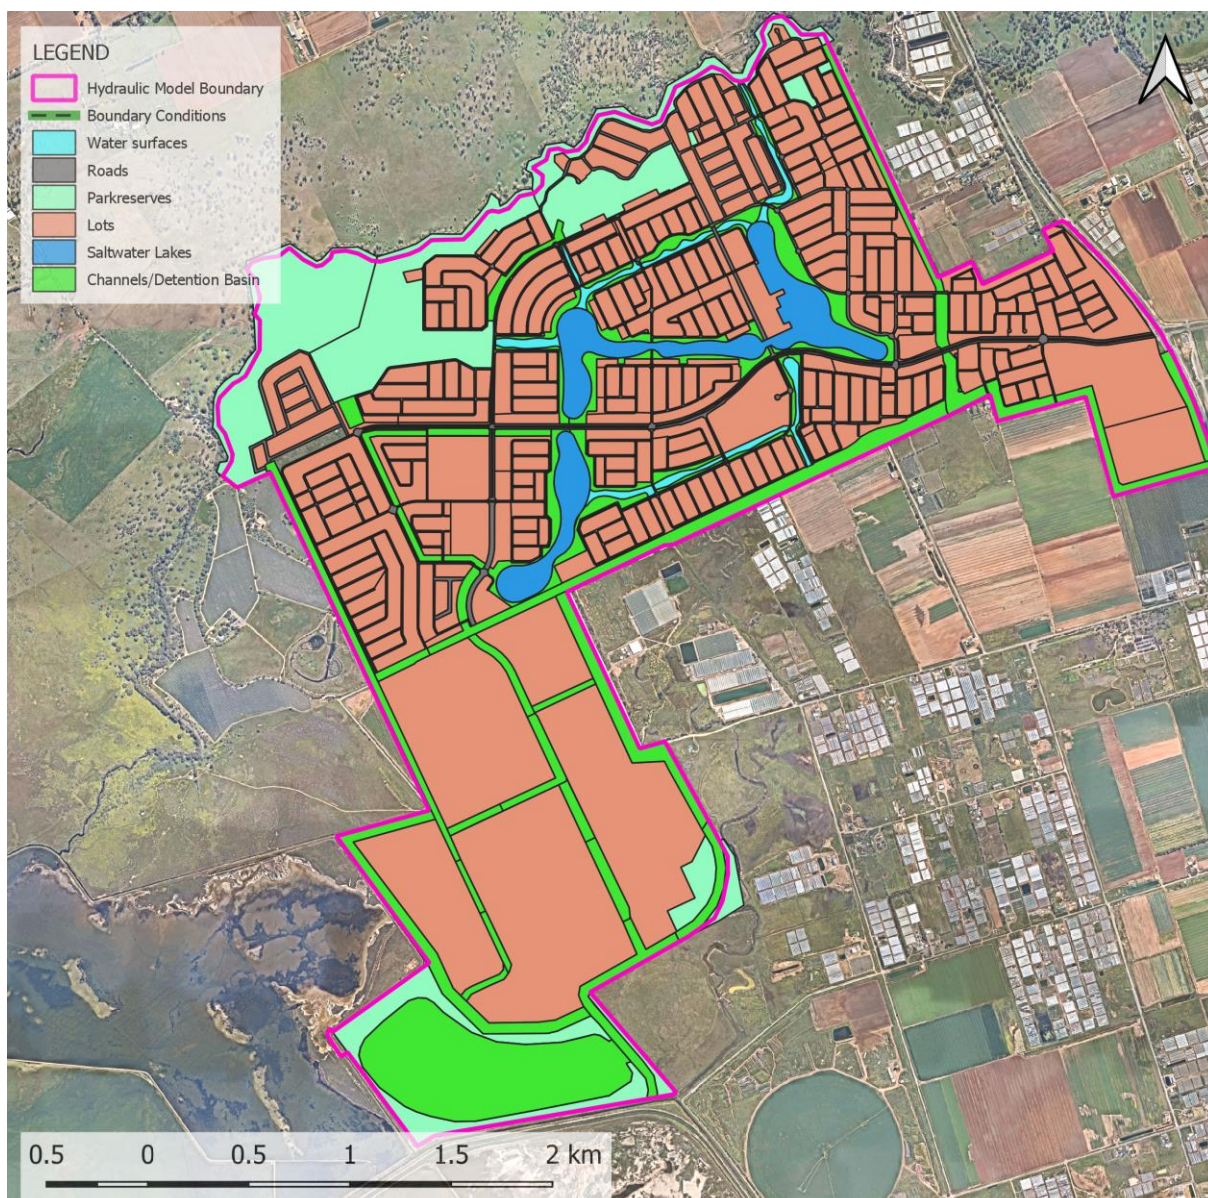 LEGEND
Hydraulic Model Boundary
Boundary Conditions
Water surfaces
Roads
Parkreserves
Lots
Saltwater Lakes
Channels/Detention Basin
0.5 0 0.5 1 1.5 2 km